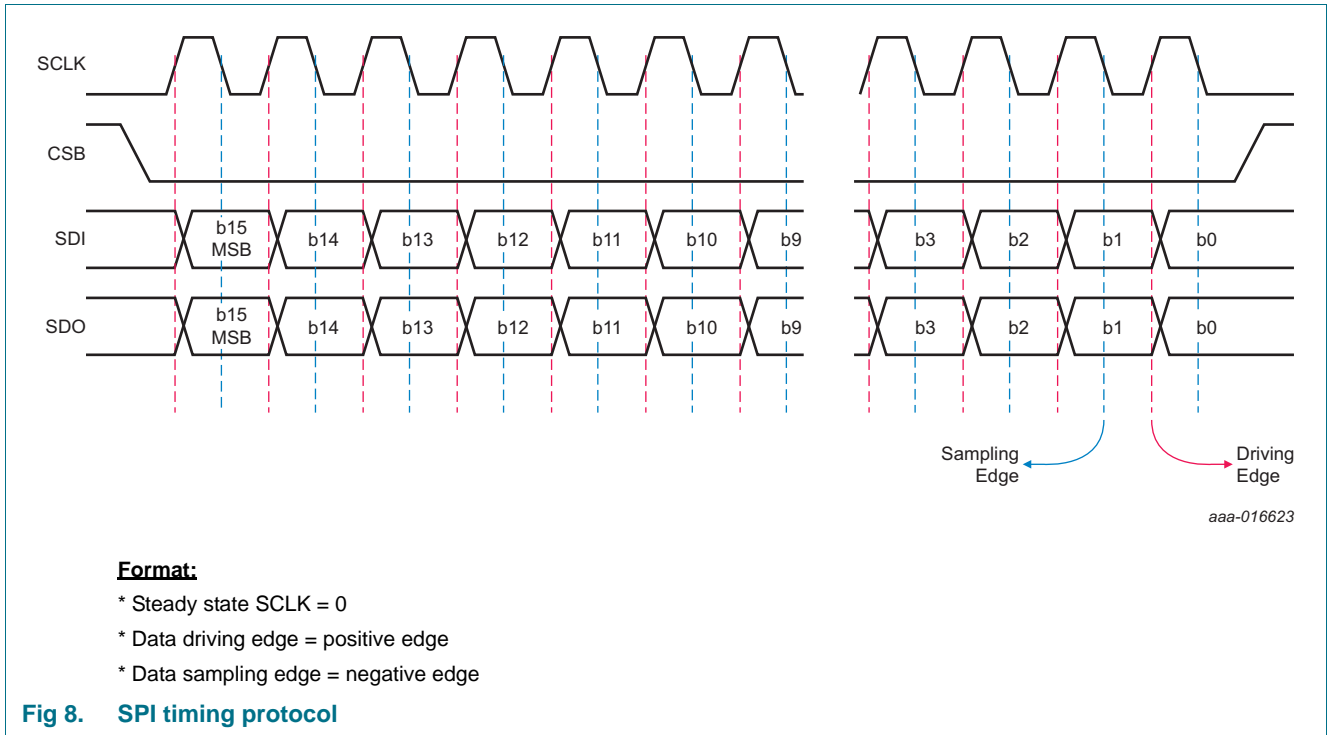 SCLK
CSB
SDI
b15
MSB
b14
b13
b12
b11
b10
b9
b3
b2
b1
b0
SDO
b15
MSB
b14
b13
b12
b11
b10
b9
b3
b2
b1
b0
Sampling
Edge
Driving
Edge
aaa-016623
Format:
* Steady state SCLK = 0
* Data driving edge = positive edge
* Data sampling edge = negative edge
Fig 8. SPI timing protocol